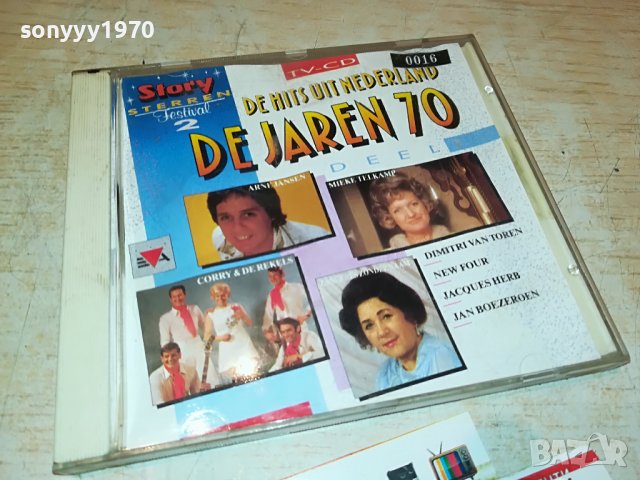 sonyyy1970
TV-CD
0016
Story
STERREN
Festival
2
DE HITS UIT NEDERLAND
DE JAREN 70
DEEL
ARNE JANSEN
MIEKE TELKAMP
CORRY & DE REKELS
DIMITRI VAN TOREN
NEW FOUR
JACQUES HERB
JAN BOEZEROEN
BAZAR